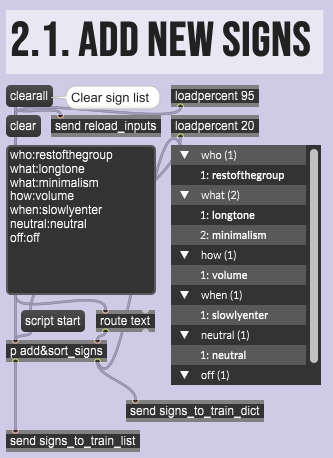 2.1. ADD NEW SIGNS
clearall
Clear sign list
loadpercent 95
clear
send reload_inputs
loadpercent 20
who:restofthegroup
what:longtone
what:minimalism
how:volume
when:slowlyenter
neutral:neutral
off:off
who (1)
1: restofthegroup
what (2)
1: longtone
2: minimalism
how (1)
1: volume
when (1)
1: slowlyenter
neutral (1)
1: neutral
off (1)
script start
route text
p add&sort_signs
send signs_to_train_dict
send signs_to_train_list